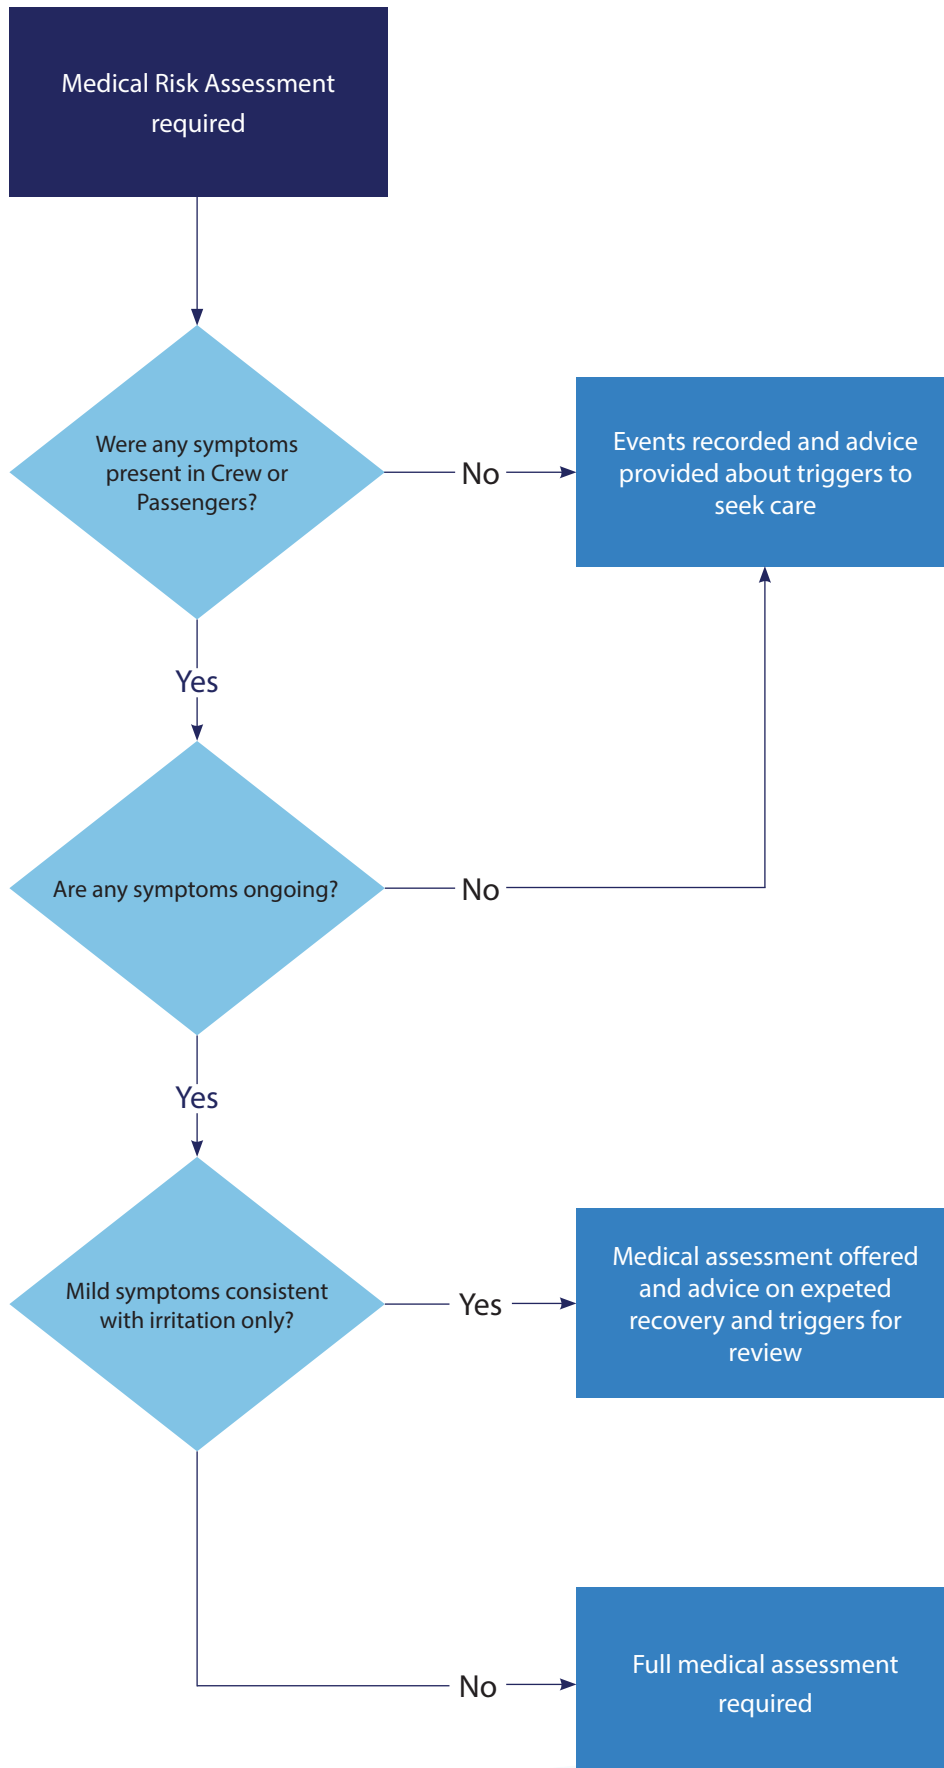 Medical Risk Assessment
required
Were any symptoms
present in Crew or
Passengers?
No
Events recorded and advice
provided about triggers to
seek care
Yes
Are any symptoms ongoing?
No
Yes
Mild symptoms consistent
with irritation only?
Yes
Medical assessment offered
and advice on expeted
recovery and triggers for
review
No
Full medical assessment
required